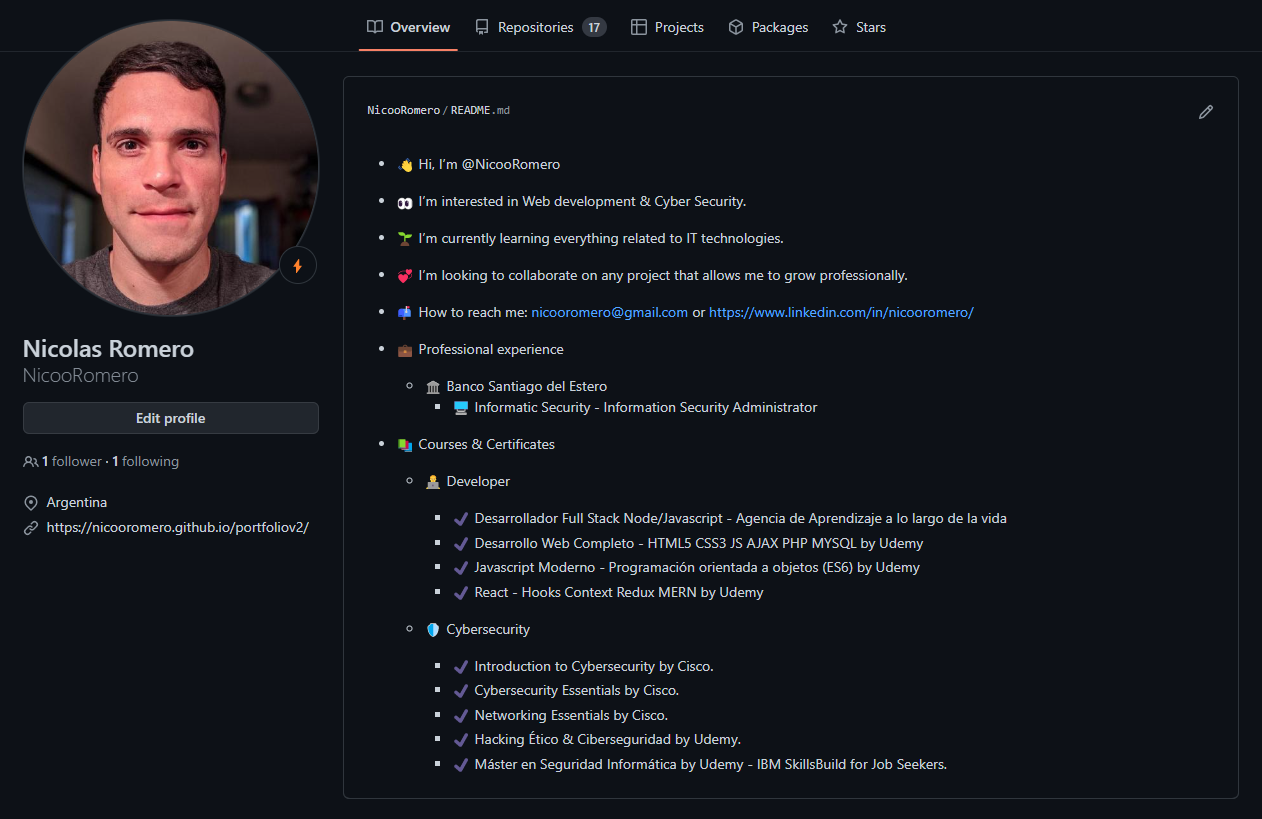 Overview Repositories 17 Projects Packages Stars
NicooRomero / README.md
Hi, I'm @NicooRomero
I'm interested in Web development & Cyber Security.
I'm currently learning everything related to IT technologies.
I'm looking to collaborate on any project that allows me to grow professionally.
How to reach me: nicooromero@gmail.com or https://www.linkedin.com/in/nicooromero/
Professional experience
Banco Santiago del Estero
Informatic Security - Information Security Administrator
Courses & Certificates
Developer
Desarrollador Full Stack Node/Javascript - Agencia de Aprendizaje a lo largo de la vida
Desarrollo Web Completo - HTML5 CSS3 JS AJAX PHP MYSQL by Udemy
Javascript Moderno - Programación orientada a objetos (ES6) by Udemy
React - Hooks Context Redux MERN by Udemy
Cybersecurity
Introduction to Cybersecurity by Cisco.
Cybersecurity Essentials by Cisco.
Networking Essentials by Cisco.
Hacking Ético & Ciberseguridad by Udemy.
Máster en Seguridad Informática by Udemy - IBM SkillsBuild for Job Seekers.
Nicolas Romero
NicooRomero
Edit profile
1 follower · 1 following
Argentina
https://nicooromero.github.io/portfoliov2/